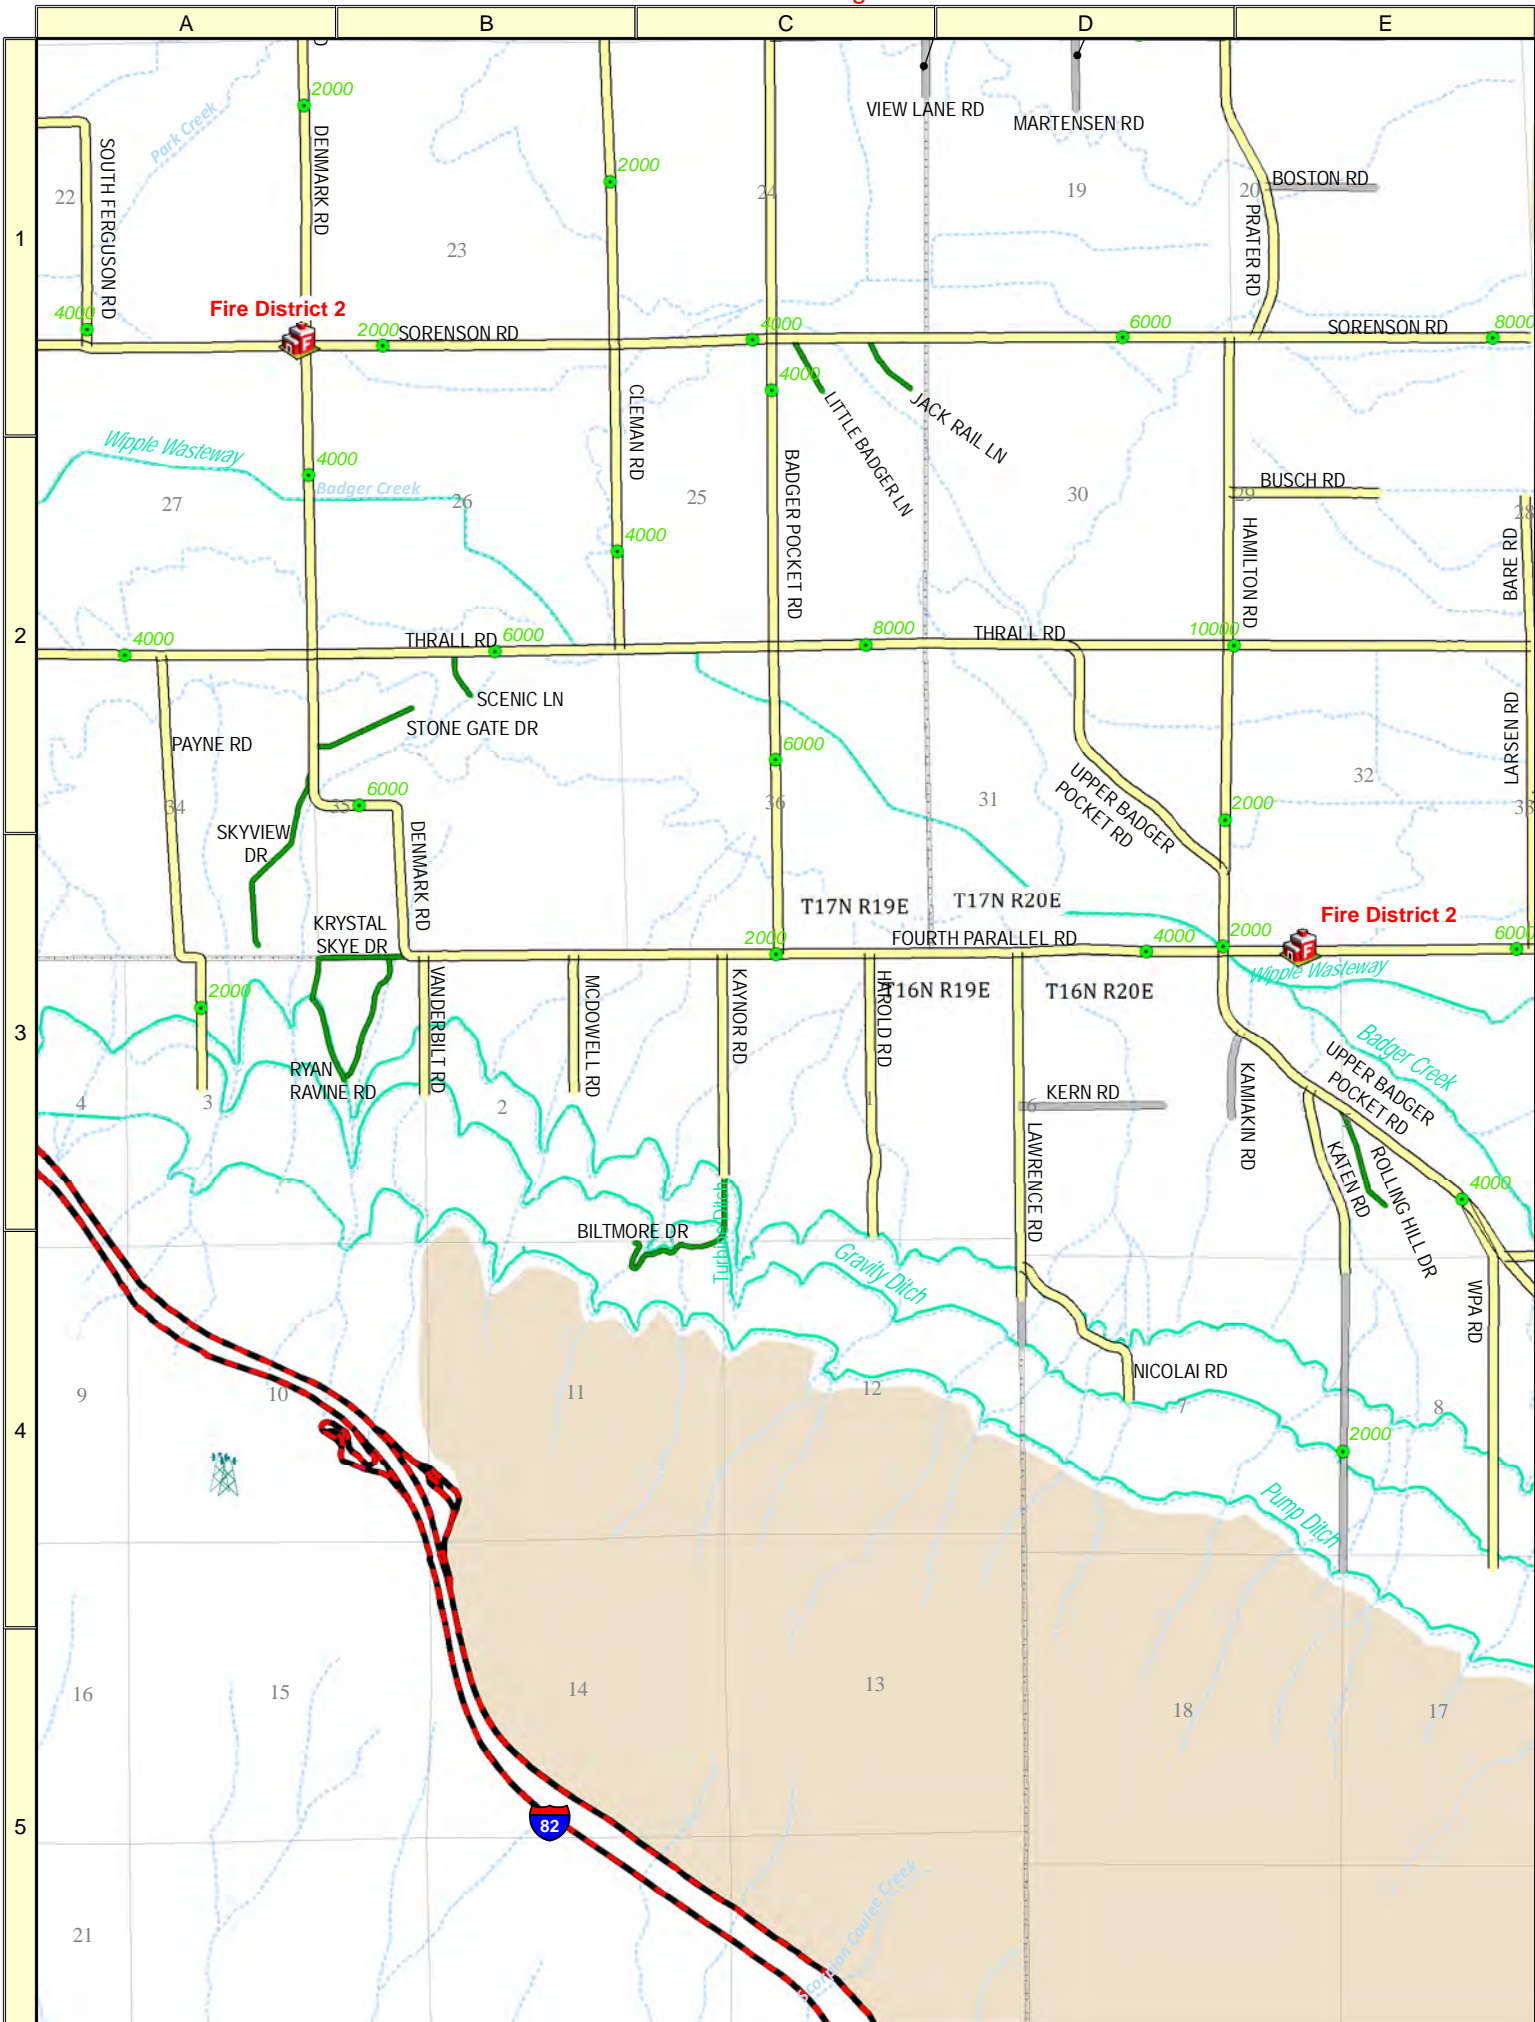 A
B
C
D
E
1
2
3
4
5
2000
Park Creek
DENMARK RD
SOUTH FERGUSON RD
22
23
2000
24
VIEW LANE RD
MARTENSEN RD
19
20
BOSTON RD
PRATER RD
4000
Fire District 2
2000
SORENSON RD
4000
6000
SORENSON RD
8000
4000
LITTLE BADGER LN
JACK RAIL LN
CLEMAN RD
Wipple Wasteway
4000
Badger Creek
27
26
25
BADGER POCKET RD
30
29
BUSCH RD
28
4000
HAMILTON RD
BARE RD
4000
THRALL RD
6000
8000
THRALL RD
10000
SCENIC LN
STONE GATE DR
PAYNE RD
6000
LARSEN RD
32
34
35
6000
36
31
UPPER BADGER
POCKET RD
2000
33
SKYVIEW
DR
DENMARK RD
T17N R19E
T17N R20E
Fire District 2
KRYSTAL
SKYE DR
2000
FOURTH PARALLEL RD
4000
2000
6000
Wipple Wasteway
2000
VANDERBILT RD
MCDOWELL RD
KAYNOR RD
HAROLD RD
T16N R19E
T16N R20E
Badger Creek
UPPER BADGER
POCKET RD
RYAN
RAVINE RD
4
3
2
1
6
KERN RD
KAMIAKIN RD
LAWRENCE RD
KATEN RD
ROLLING HILL DR
4000
BILTMORE DR
Turbine Ditch
Gravity Ditch
WPA RD
NICOLAI RD
9
10
11
12
7
8
2000
Pump Ditch
16
15
14
13
18
17
82
21